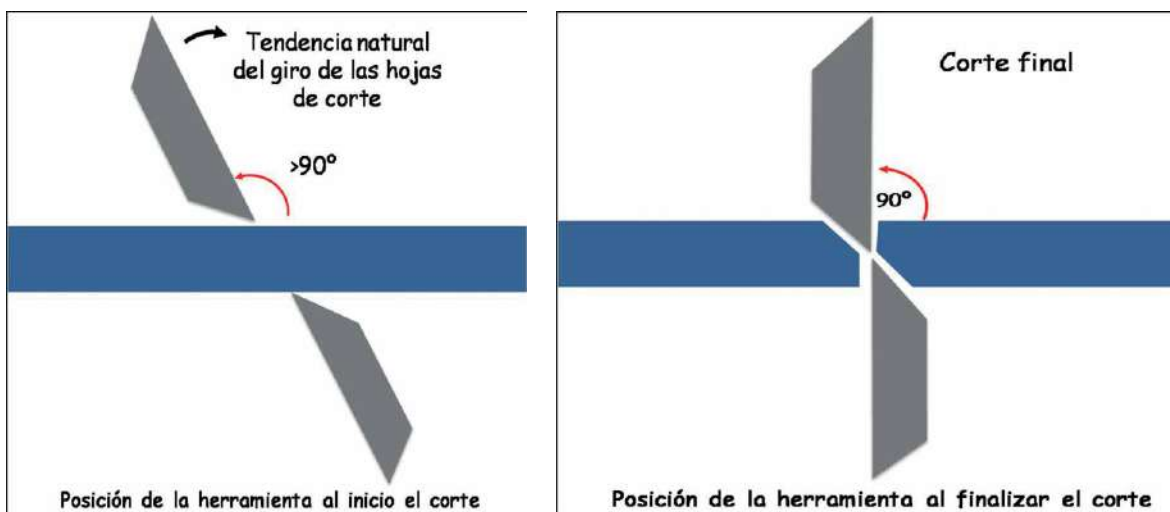 Tendencia natural
del giro de las hojas
de corte
>90º
Posición de la herramienta al inicio el corte
Corte final
90º
Posición de la herramienta al finalizar el corte